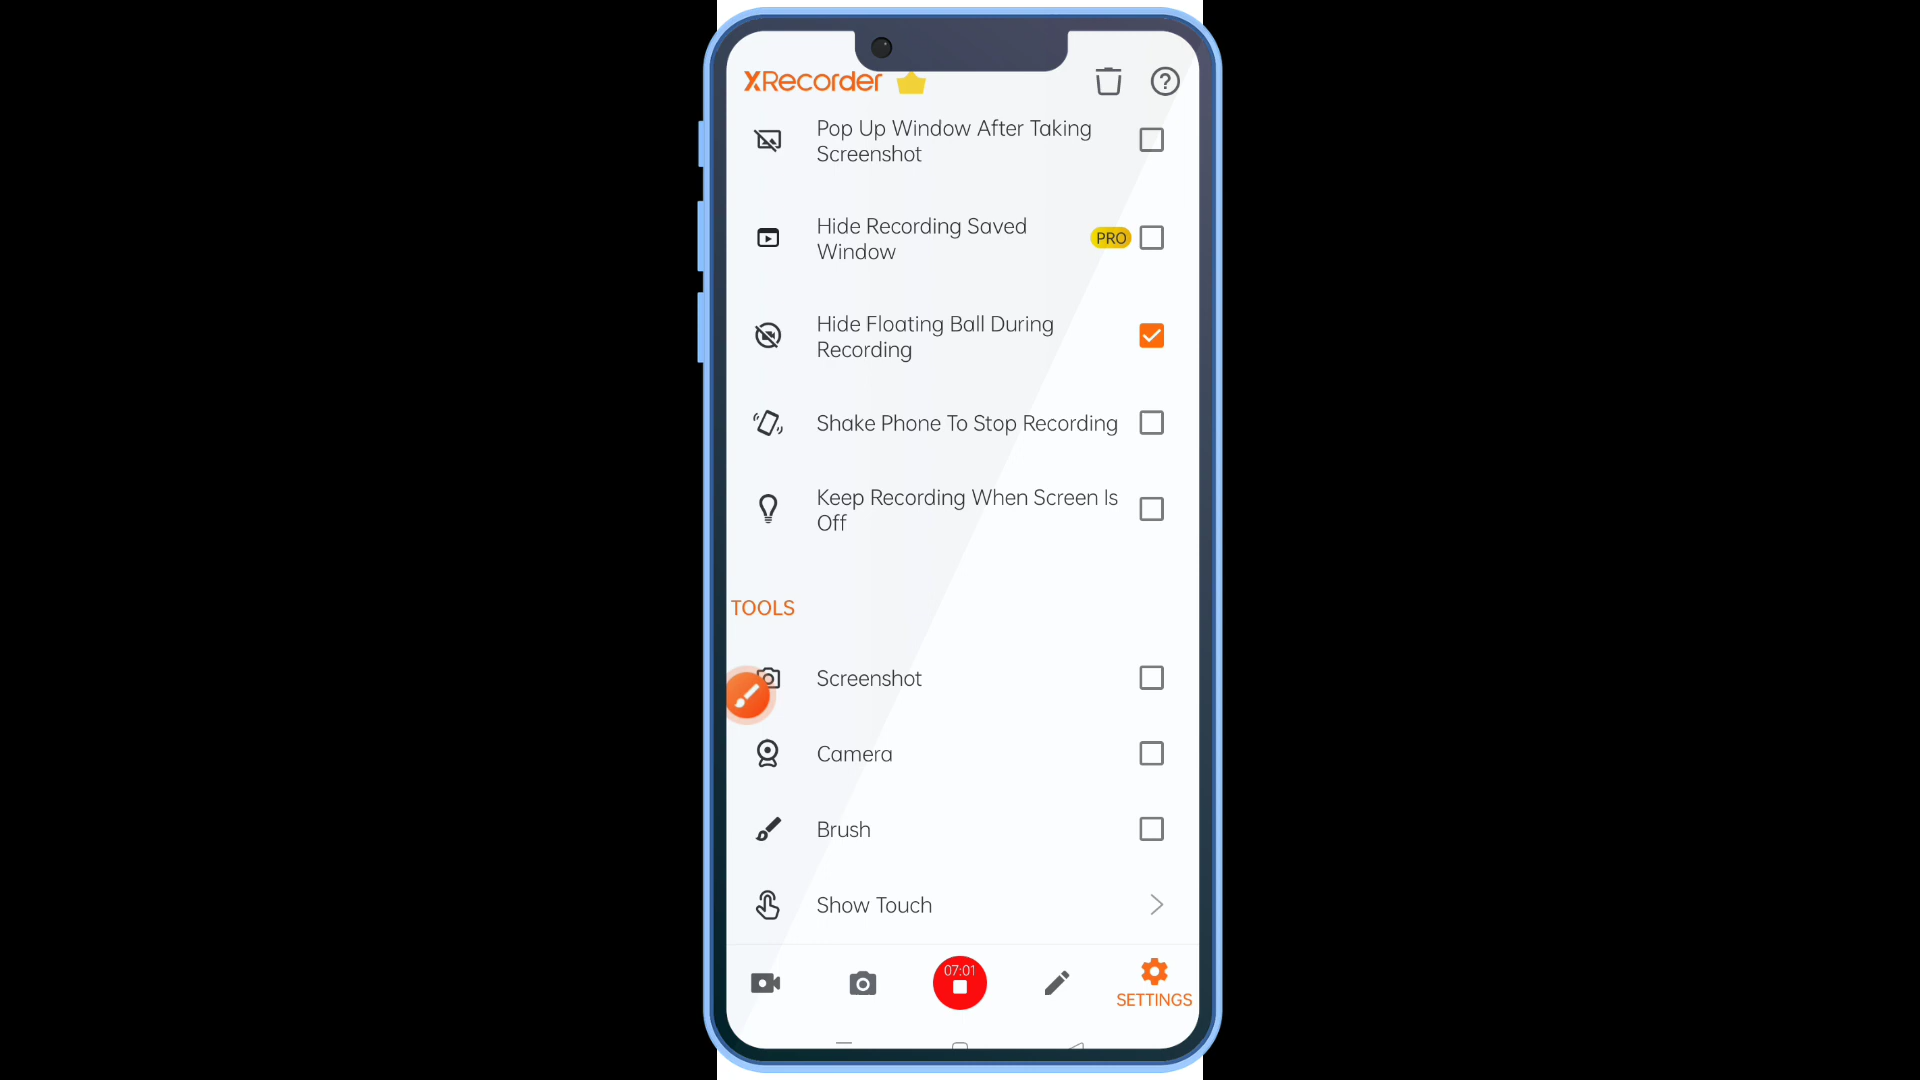 XRecorder
Pop Up Window After Taking
Screenshot
Hide Recording Saved
Window
PRO
Hide Floating Ball During
Recording
Shake Phone To Stop Recording
Keep Recording When Screen Is
Off
TOOLS
Screenshot
Camera
Brush
Show Touch
07:01
SETTINGS